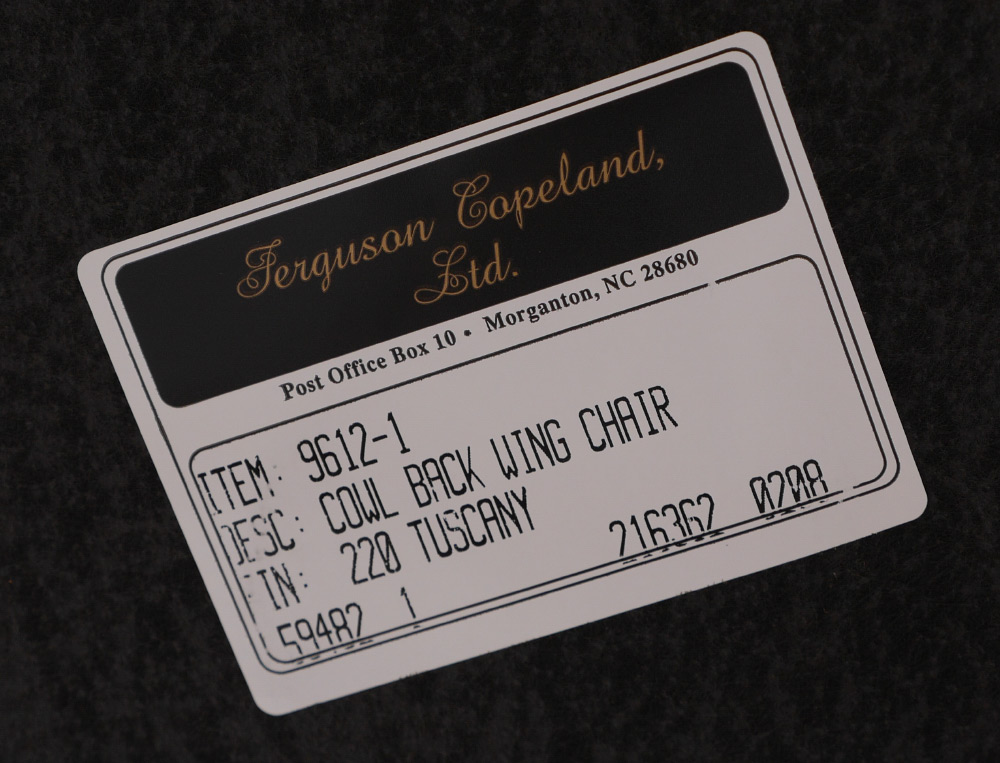 Ferguson Copeland,
Ltd.
Post Office Box 10 • Morganton, NC 28680
ITEM: 9612-1
DESC: COWL BACK WING CHAIR
FIN: 220 TUSCANY
59482 1 216362 0208